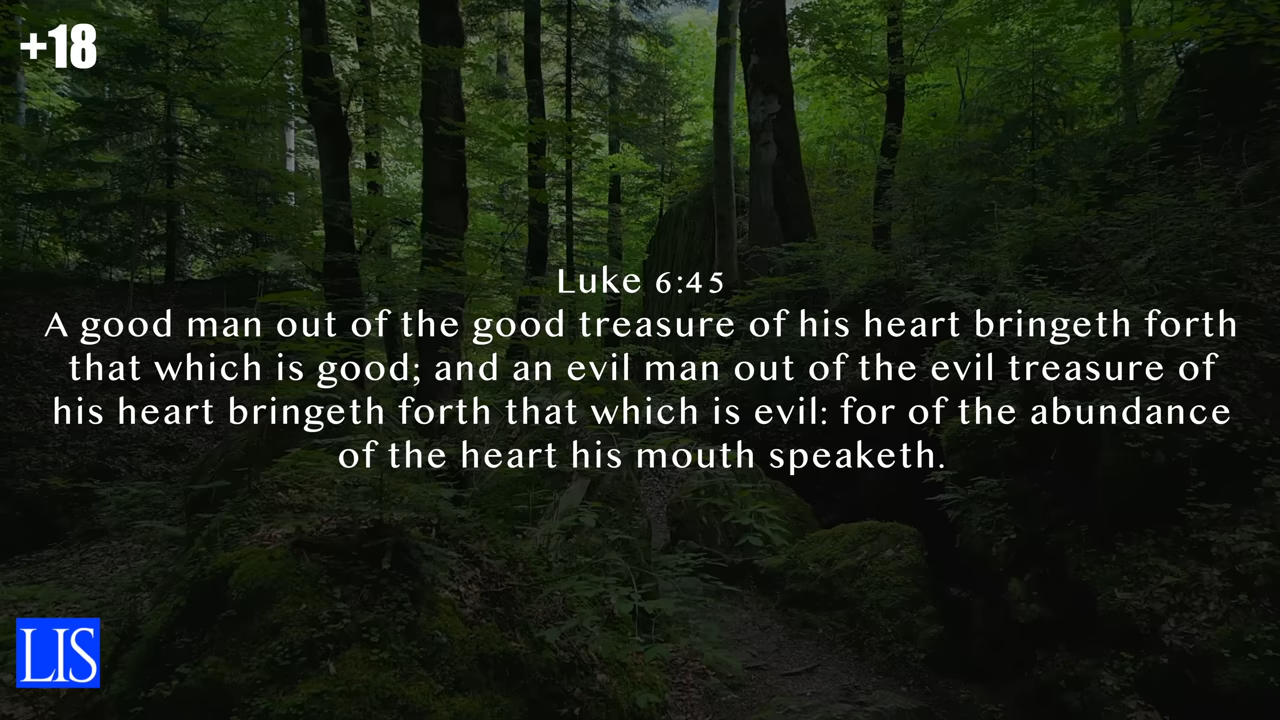 +18
Luke 6:45
A good man out of the good treasure of his heart bringeth forth
that which is good; and an evil man out of the evil treasure of
his heart bringeth forth that which is evil: for of the abundance
of the heart his mouth speaketh.
LIS